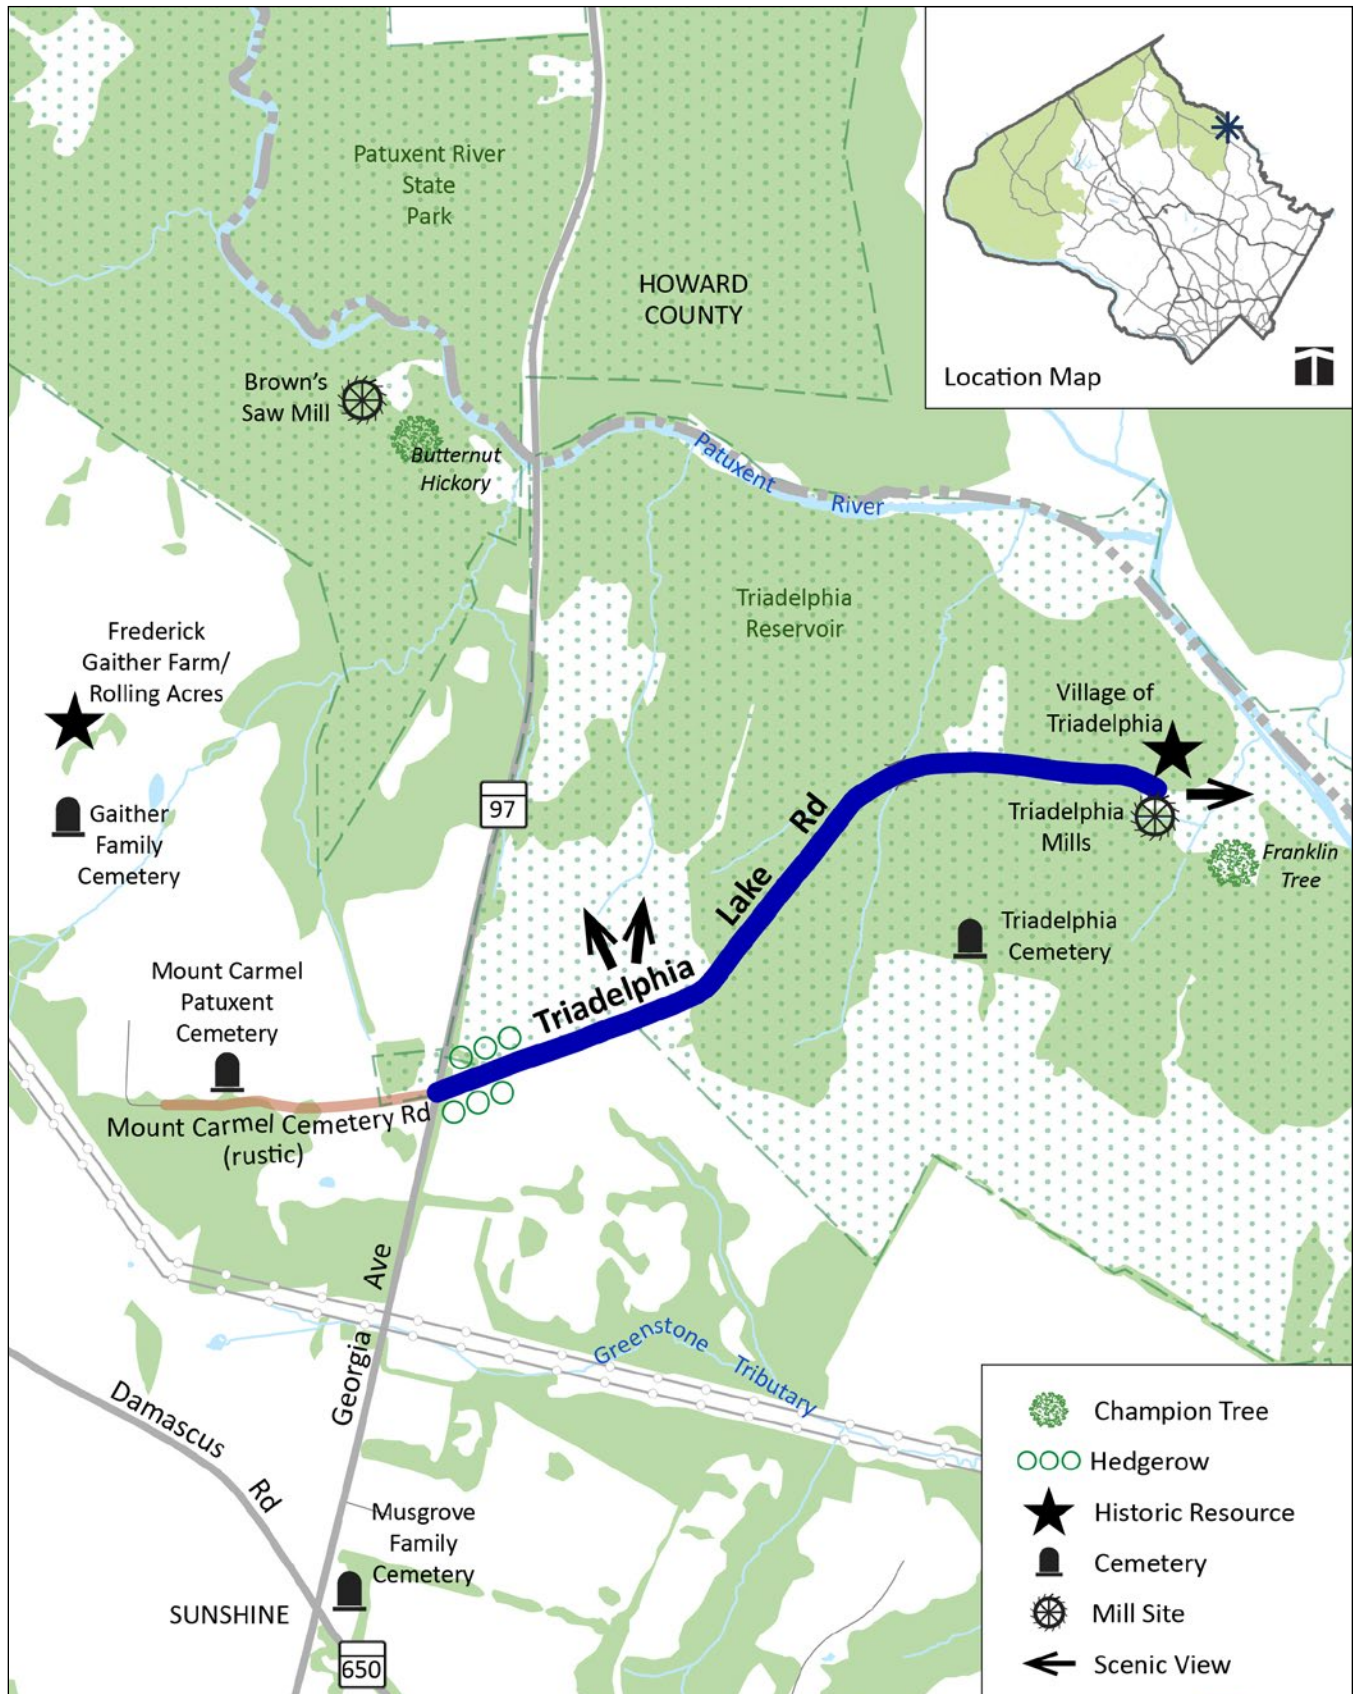 Patuxent River
State
Park
HOWARD
COUNTY
Location Map
Brown's
Saw Mill
Butternut
Hickory
Patuxent
River
Triadelphia
Reservoir
Frederick
Gaither Farm/
Rolling Acres
Village of
Triadelphia
97
Gaither
Family
Cemetery
Triadelphia
Mills
Franklin
Tree
Triadelphia Lake Rd
Triadelphia
Cemetery
Mount Carmel
Patuxent
Cemetery
Mount Carmel Cemetery Rd
(rustic)
Georgia Ave
Greenstone Tributary
Damascus Rd
Musgrove
Family
Cemetery
SUNSHINE
650
Champion Tree
Hedgerow
Historic Resource
Cemetery
Mill Site
Scenic View